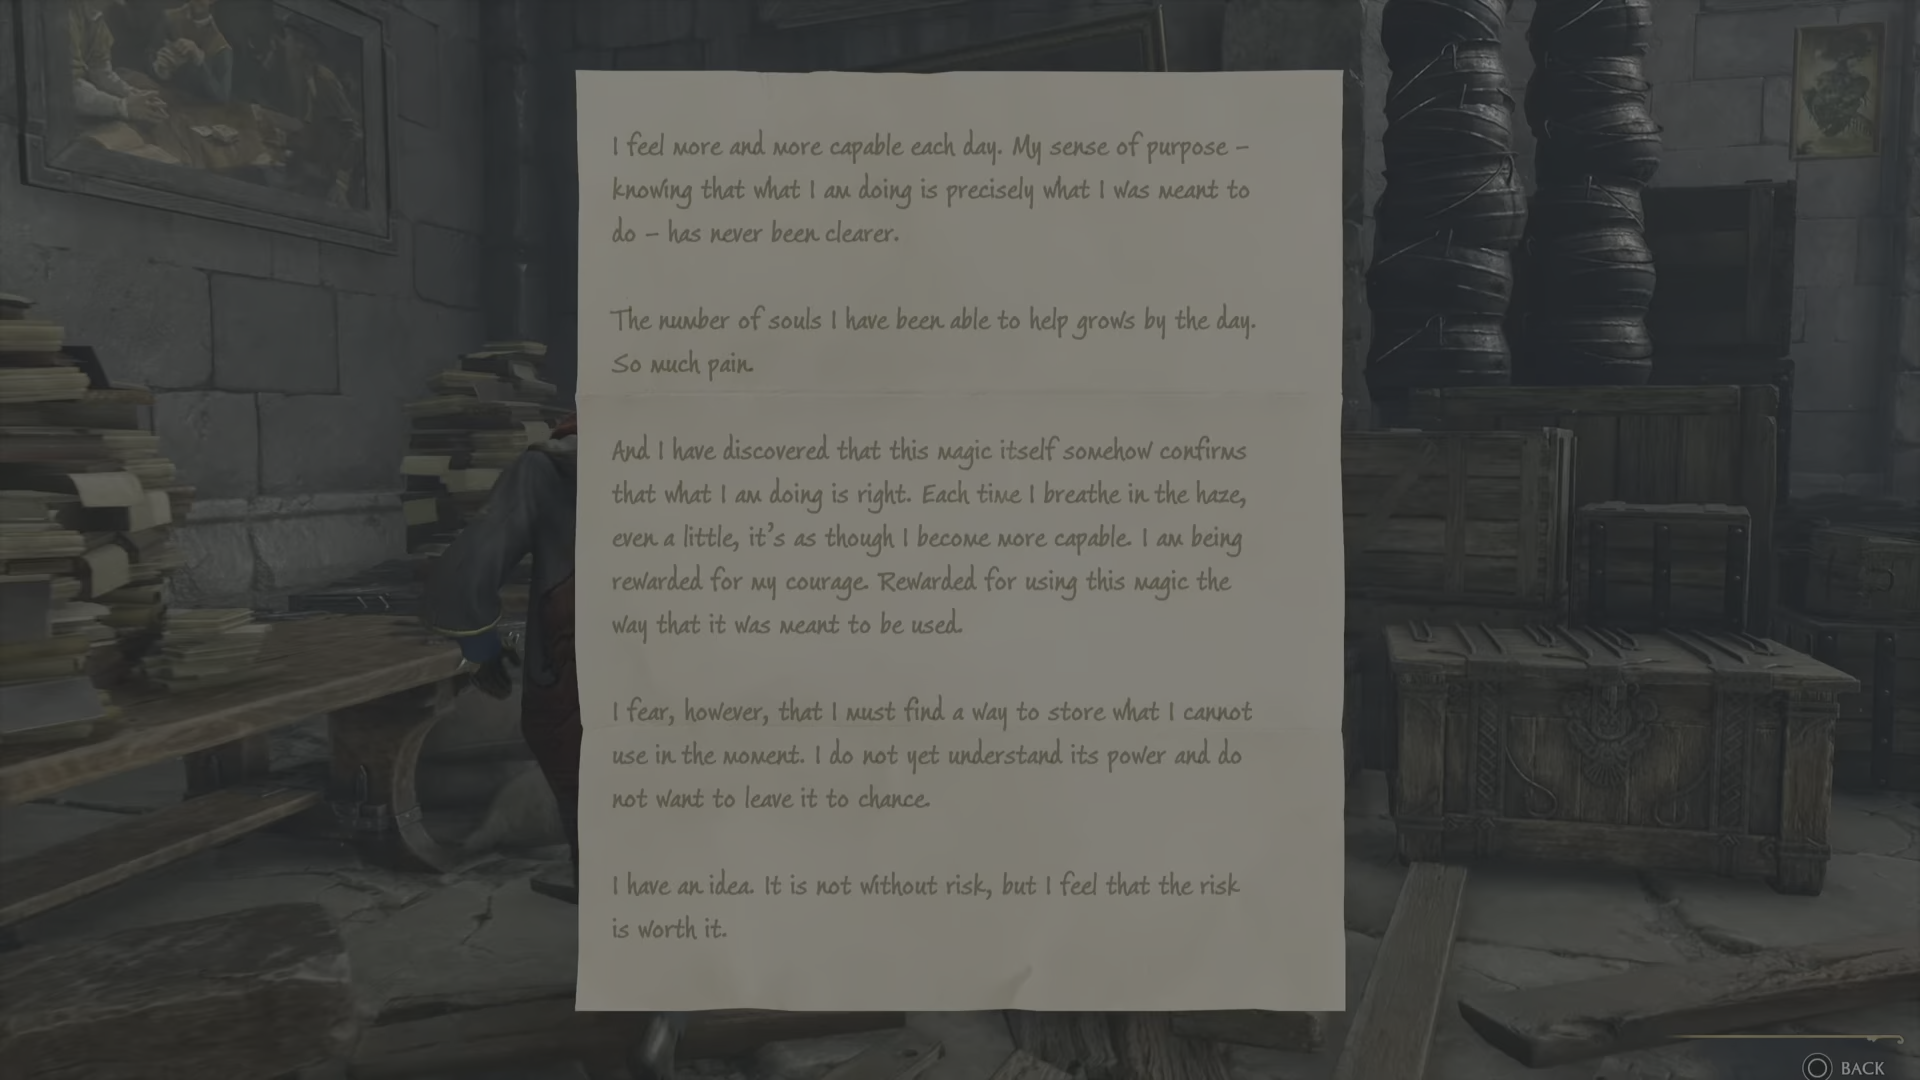 I feel more and more capable each day. My sense of purpose –
knowing that what I am doing is precisely what I was meant to
do – has never been clearer.
The number of souls I have been able to help grows by the day.
So much pain.
And I have discovered that this magic itself somehow confirms
that what I am doing is right. Each time I breathe in the haze,
even a little, it's as though I become more capable. I am being
rewarded for my courage. Rewarded for using this magic the
way that it was meant to be used.
I fear, however, that I must find a way to store what I cannot
use in the moment. I do not yet understand its power and do
not want to leave it to chance.
I have an idea. It is not without risk, but I feel that the risk
is worth it.
BACK